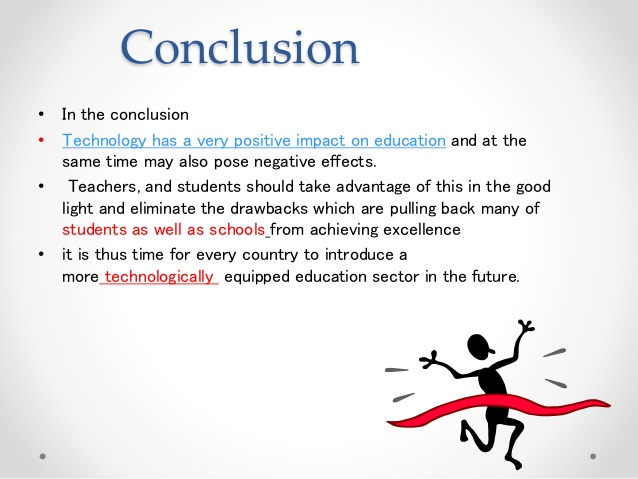 Conclusion
• In the conclusion
• Technology has a very positive impact on education and at the
same time may also pose negative effects.
• Teachers, and students should take advantage of this in the good
light and eliminate the drawbacks which are pulling back many of
students as well as schools from achieving excellence
• it is thus time for every country to introduce a
more technologically equipped education sector in the future.